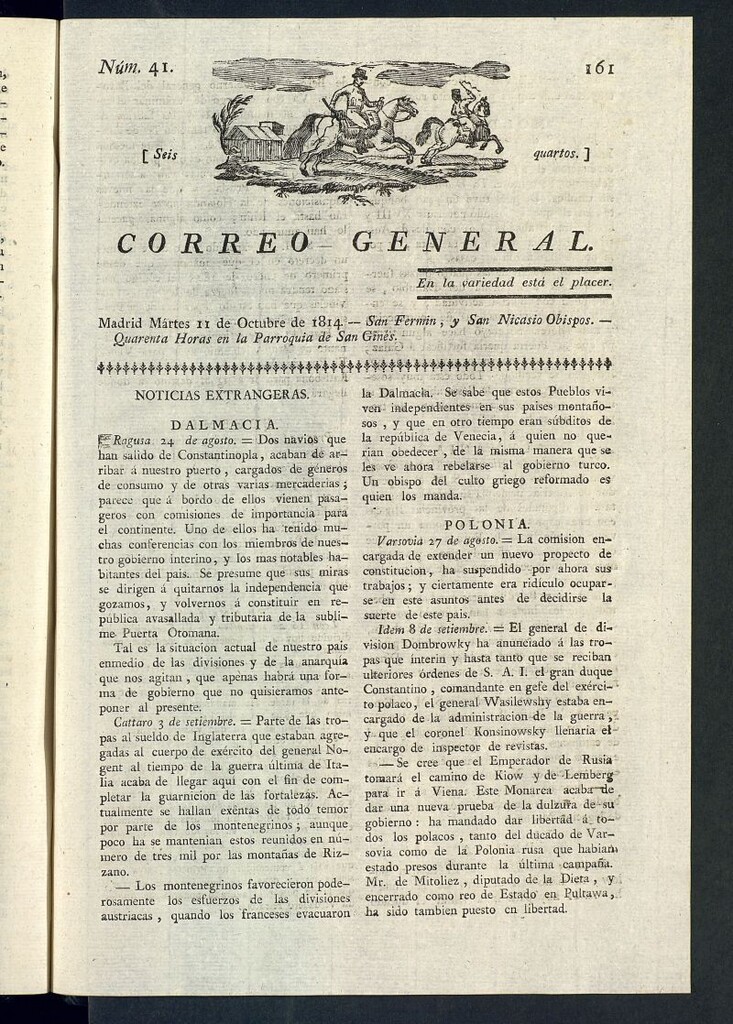 Núm. 41.
161
[ Seis
quartos. ]
CORREO GENERAL.
En la variedad está el placer.
Madrid Mártes 11 de Octubre de 1814 — San Fermin, y San Nicasio Obispos. —
Quarenta Horas en la Parroquia de San Ginés.
NOTICIAS EXTRANGERAS.
DALMACIA.
Ragusa 24 de agosto. = Dos navios que
han salido de Constantinopla, acaban de ar-
ribar á nuestro puerto, cargados de géneros
de consumo y de otras varias mercaderías;
parece que á bordo de ellos vienen pasa-
geros con comisiones de importancia para
el continente. Uno de ellos ha tenido mu-
chas conferencias con los miembros de nues-
tro gobierno interino, y los mas notables ha-
bitantes del pais. Se presume que sus miras
se dirigen á quitarnos la independencia que
gozamos, y volvernos á constituir en re-
pública avasallada y tributaria de la subli-
me Puerta Otomana.
Tal es la situacion actual de nuestro pais
enmedio de las divisiones y de la anarquía
que nos agitan, que apenas habrá una for-
ma de gobierno que no quisieramos ante-
poner al presente.
Cattaro 3 de setiembre. = Parte de las tro-
pas al sueldo de Inglaterra que estaban agre-
gadas al cuerpo de exército del general No-
gent al tiempo de la guerra última de Ita-
lia acaba de llegar aqui con el fin de com-
pletar la guarnicion de las fortalezas. Ac-
tualmente se hallan exêntas de todo temor
por parte de los montenegrinos; aunque
poco ha se mantenian estos reunidos en nú-
mero de tres mil por las montañas de Riz-
zano.
— Los montenegrinos favorecieron pode-
rosamente los esfuerzos de las divisiones
austriacas, quando los franceses evacuaron
la Dalmacia. Se sabe que estos Pueblos vi-
ven independientes en sus paises montaño-
sos, y que en otro tiempo eran súbditos de
la república de Venecia, á quien no que-
rian obedecer, de la misma manera que se
les ve ahora rebelarse al gobierno turco.
Un obispo del culto griego reformado es
quien los manda.
POLONIA.
Varsovia 27 de agosto. = La comision en-
cargada de extender un nuevo propecto de
constitucion, ha suspendido por ahora sus
trabajos; y ciertamente era ridículo ocupar-
se en este asuntos antes de decidirse la
suerte de este pais.
Idem 8 de setiembre. = El general de di-
vision Dombrowky ha anunciado á las tro-
pas que ínterin y hasta tanto que se reciban
ulteriores órdenes de S. A. I. el gran duque
Constantino, comandante en gefe del exérci-
to polaco, el general Wasilewshy estaba en-
cargado de la administracion de la guerra,
y que el coronel Konsinowsky llenaria el
encargo de inspector de revistas.
— Se cree que el Emperador de Rusia
tomará el camino de Kiow y de Lemberg
para ir á Viena. Este Monarca acaba de
dar una nueva prueba de la dulzura de su
gobierno: ha mandado dar libertad á to-
dos los polacos, tanto del ducado de Var-
sovia como de la Polonia rusa que habian
estado presos durante la última campaña.
Mr. de Mitoliez, diputado de la Dieta, y
encerrado como reo de Estado en Pultawa,
ha sido tambien puesto en libertad.